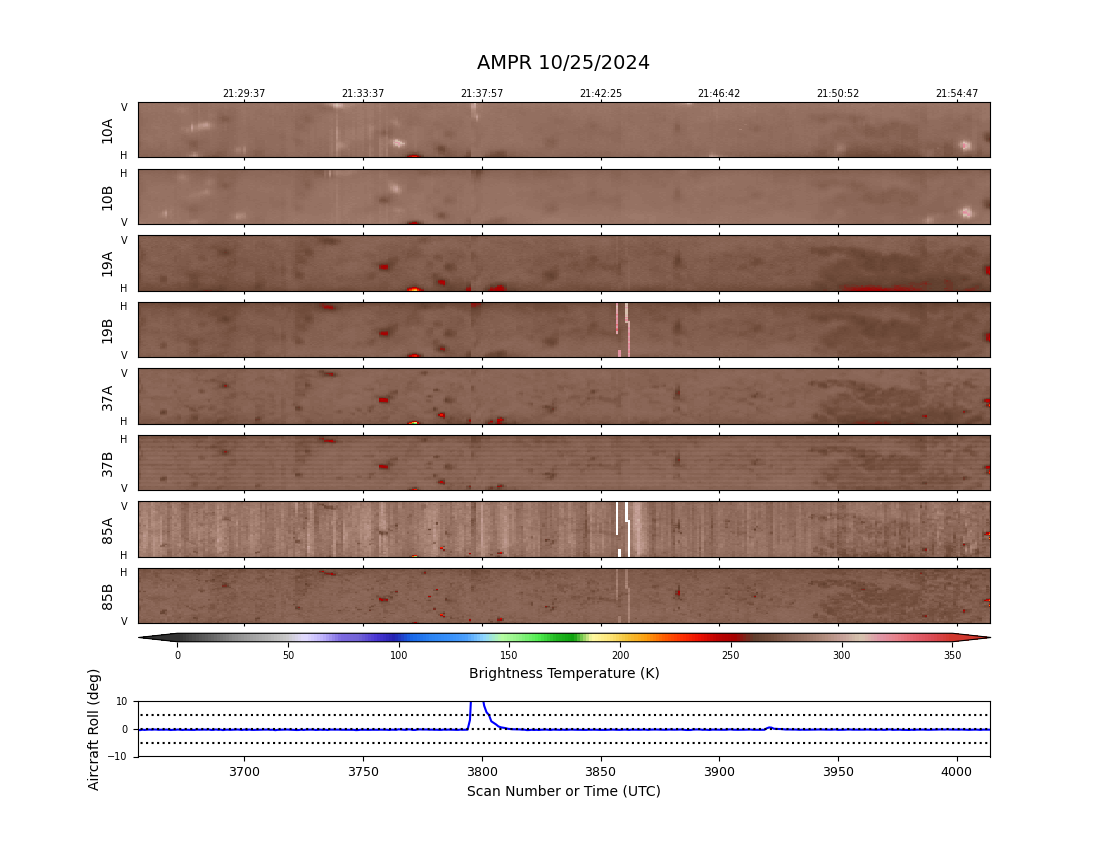 AMPR 10/25/2024
21:29:37 21:33:37 21:37:57 21:42:25 21:46:42 21:50:52 21:54:47
V
10A
H
H
10B
V
V
19A
H
H
19B
V
V
37A
H
H
37B
V
V
85A
H
H
85B
V
0 50 100 150 200 250 300 350
Brightness Temperature (K)
Aircraft Roll (deg)
10
0
−10
3700 3750 3800 3850 3900 3950 4000
Scan Number or Time (UTC)